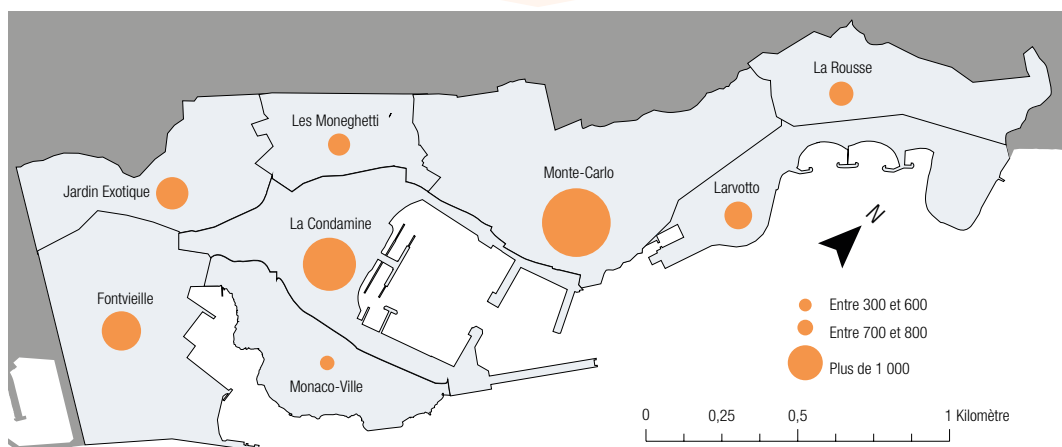 La Rousse
Les Moneghetti
Monte-Carlo
Jardin Exotique
Larvotto
La Condamine
N
Fontvieille
Monaco-Ville
Entre 300 et 600
Entre 700 et 800
Plus de 1 000
0 0,25 0,5 1 Kilomètre